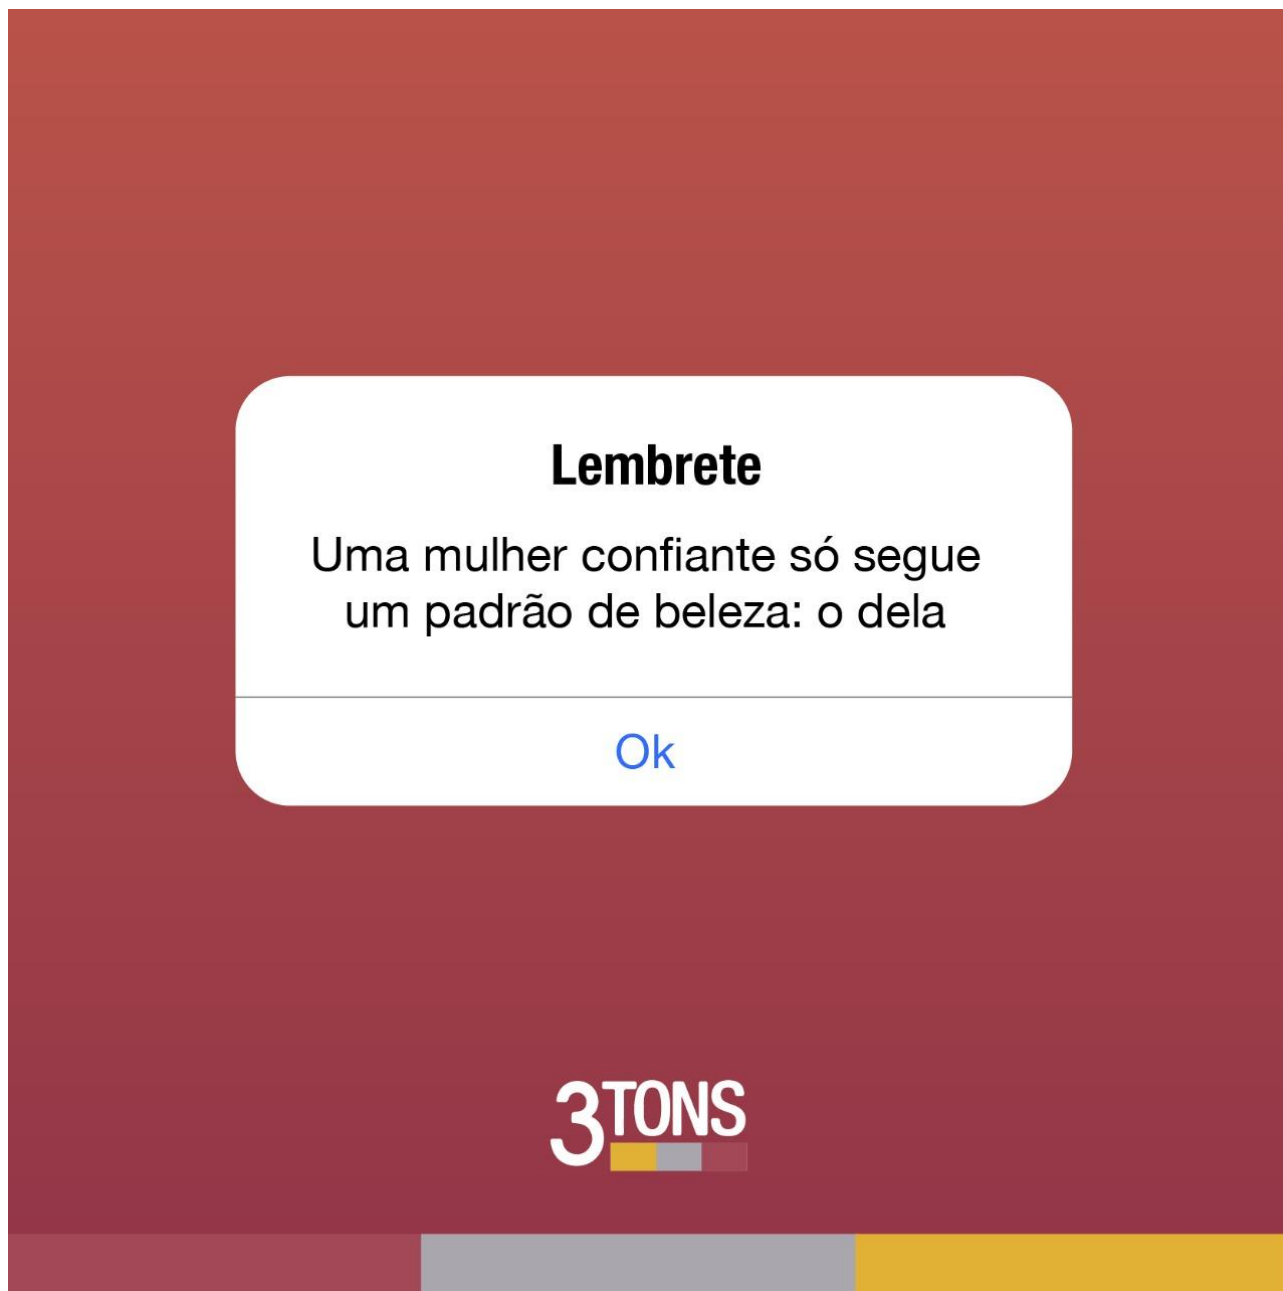 Lembrete
Uma mulher confiante só segue
um padrão de beleza: o dela
Ok
3TONS